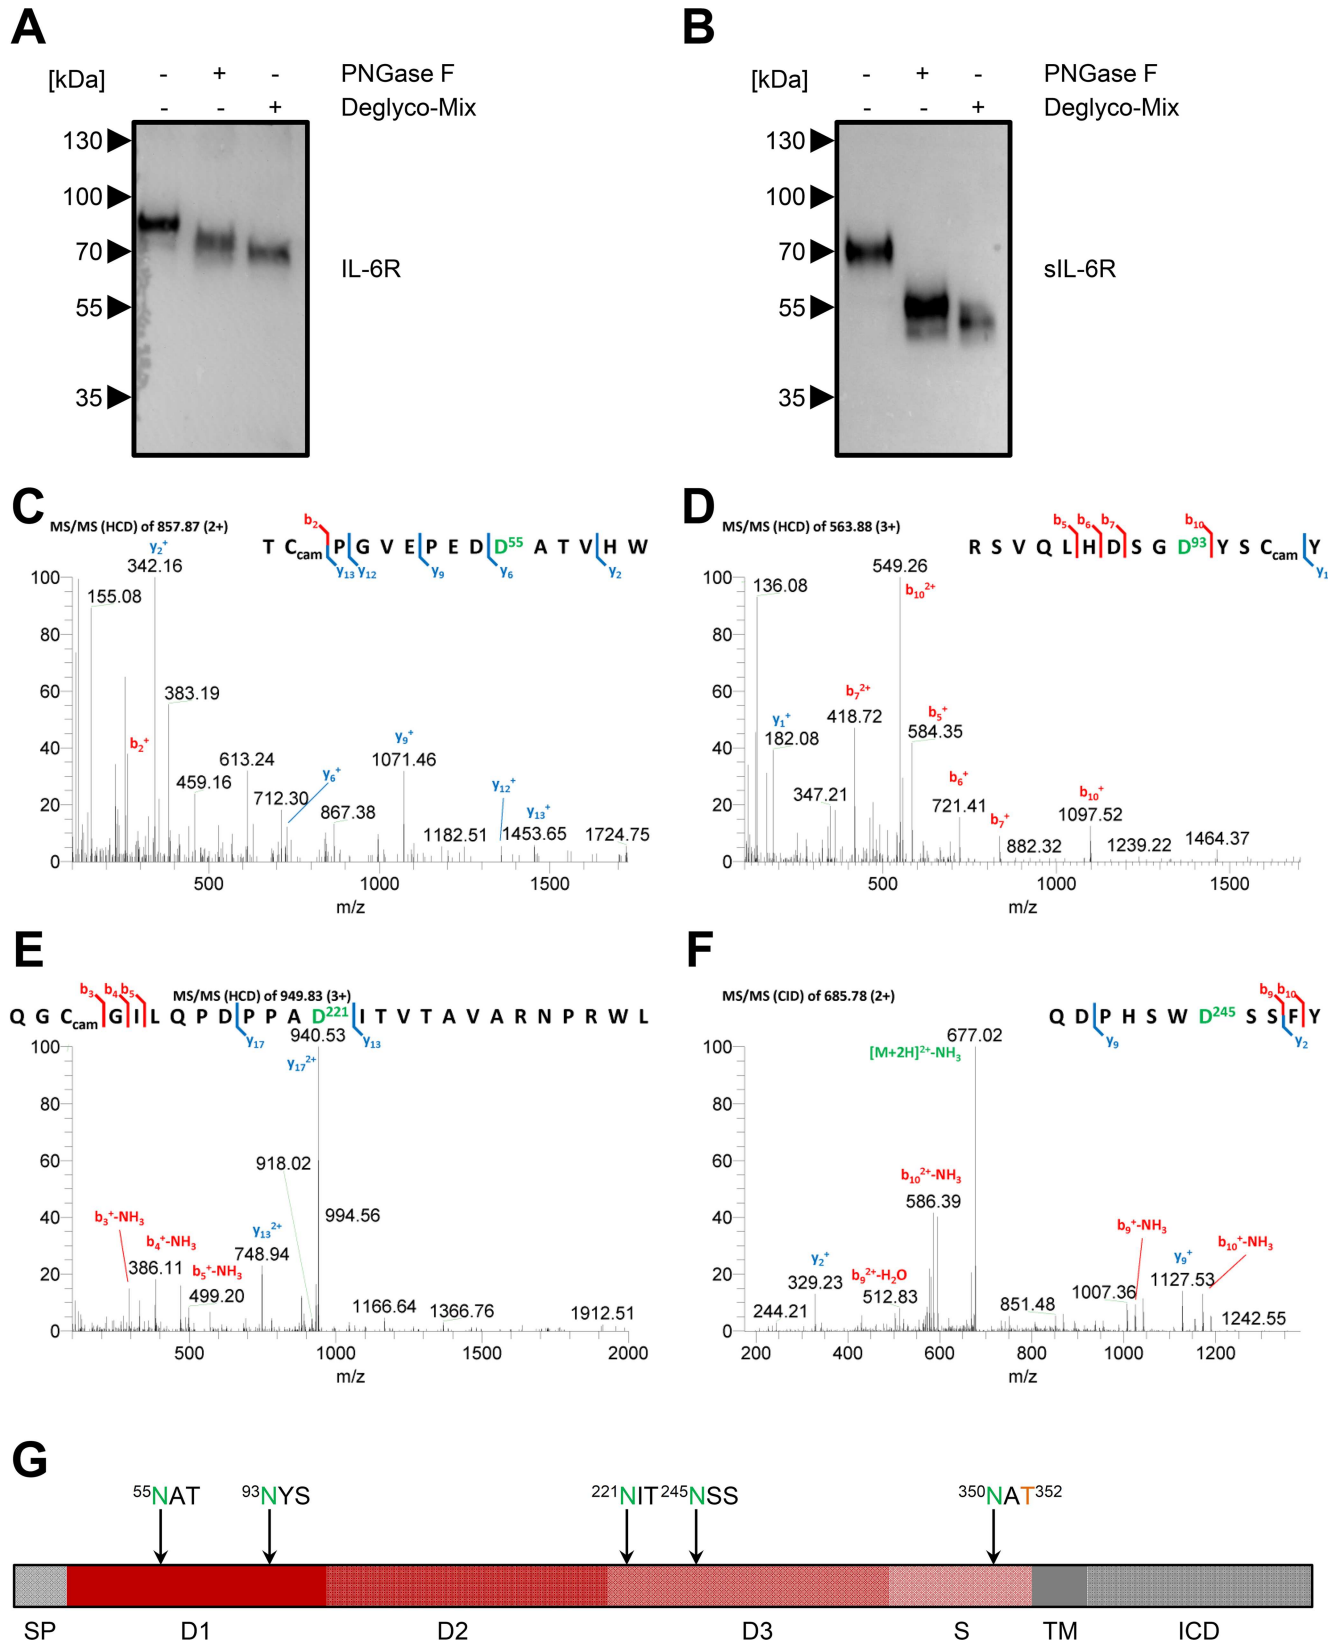 A
[kDa] - + - PNGase F
- - + Deglyco-Mix
130
100
70
55
35
IL-6R
B
[kDa] - + - PNGase F
- - + Deglyco-Mix
130
100
70
55
35
sIL-6R
C
MS/MS (HCD) of 857.87 (2+)
b2
T Ccam P G V E P E D D55 A T V H W
y13 y12 y9 y6 y2
y2+
342.16
155.08
383.19
b2+
459.16
613.24
712.30
y6+
867.38
y9+
1071.46
1182.51
y12+
y13+
1453.65
1724.75
100
80
60
40
20
0
500 1000 1500
m/z
D
MS/MS (HCD) of 563.88 (3+)
b5 b6 b7 b10
R S V Q L H D S G D93 Y S Ccam Y
y1
136.08
549.26
b10 2+
b7 2+
418.72
b5+
584.35
y1+
182.08
347.21
b6+
721.41
b7+
882.32
b10+
1097.52
1239.22
1464.37
100
80
60
40
20
0
500 1000 1500
m/z
E
b3 b4 b5
MS/MS (HCD) of 949.83 (3+)
Q G Ccam G I L Q P D P P A D221 I T V T A V A R N P R W L
y17 y13
940.53
y17 2+
918.02
994.56
b3+-NH3
b4+-NH3
386.11
b5+-NH3
499.20
y13 2+
748.94
1166.64
1366.76
1912.51
100
80
60
40
20
0
500 1000 1500 2000
m/z
F
MS/MS (CID) of 685.78 (2+)
b9 b10
Q D P H S W D245 S S F Y
y9 y2
677.02
[M+2H]2+-NH3
b10 2+-NH3
586.39
y2+
329.23
244.21
b9 2+-H2O
512.83
851.48
1007.36
b9+-NH3
y9+
1127.53
b10+-NH3
1242.55
100
80
60
40
20
0
200 400 600 800 1000 1200
m/z
G
55NAT 93NYS 221NIT 245NSS 350NAT352
SP D1 D2 D3 S TM ICD